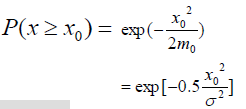 P(x ≥ x₀) = exp(-x₀²/2m₀)
= exp[-0.5 x₀²/σ²]